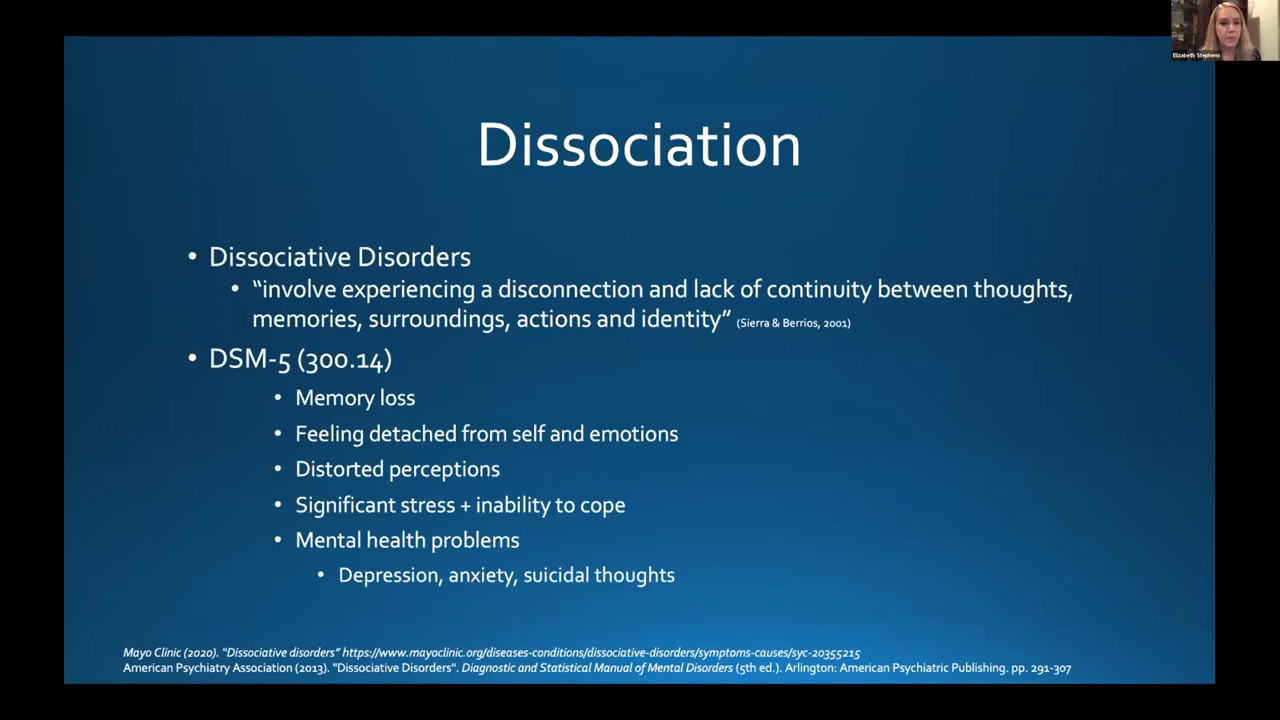 Elizabeth Stephens
Dissociation
• Dissociative Disorders
• “involve experiencing a disconnection and lack of continuity between thoughts,
memories, surroundings, actions and identity” (Sierra & Berrios, 2001)
• DSM-5 (300.14)
• Memory loss
• Feeling detached from self and emotions
• Distorted perceptions
• Significant stress + inability to cope
• Mental health problems
• Depression, anxiety, suicidal thoughts
Mayo Clinic (2020). “Dissociative disorders” https://www.mayoclinic.org/diseases-conditions/dissociative-disorders/symptoms-causes/syc-20355215
American Psychiatry Association (2013). "Dissociative Disorders". Diagnostic and Statistical Manual of Mental Disorders (5th ed.). Arlington: American Psychiatric Publishing. pp. 291-307